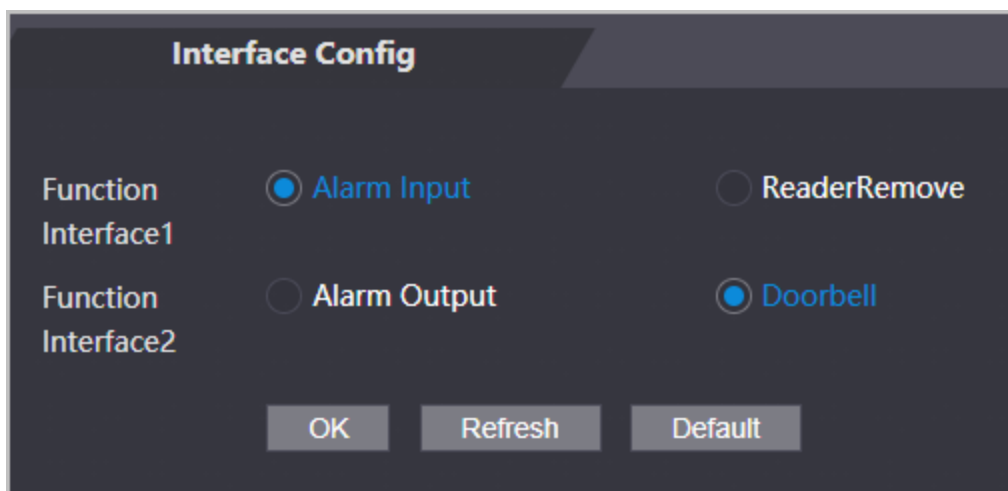 Interface Config
Function Interface1
Alarm Input
ReaderRemove
Function Interface2
Alarm Output
Doorbell
OK
Refresh
Default